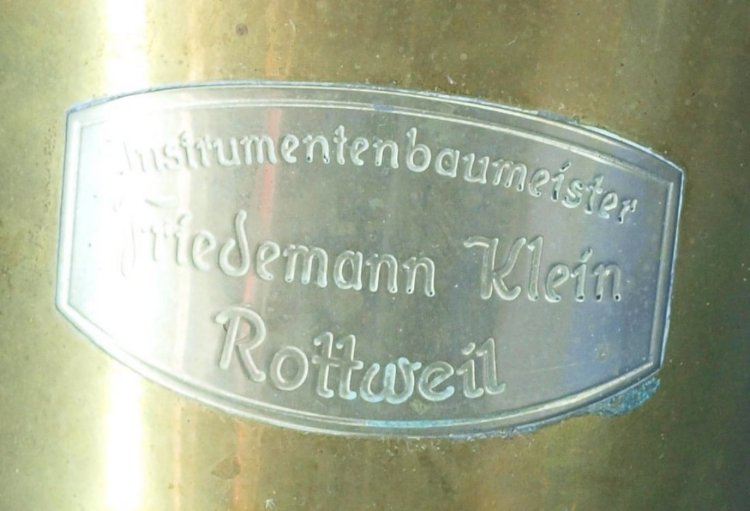 Instrumentenbaumeister
Friedemann Klein
Rottweil